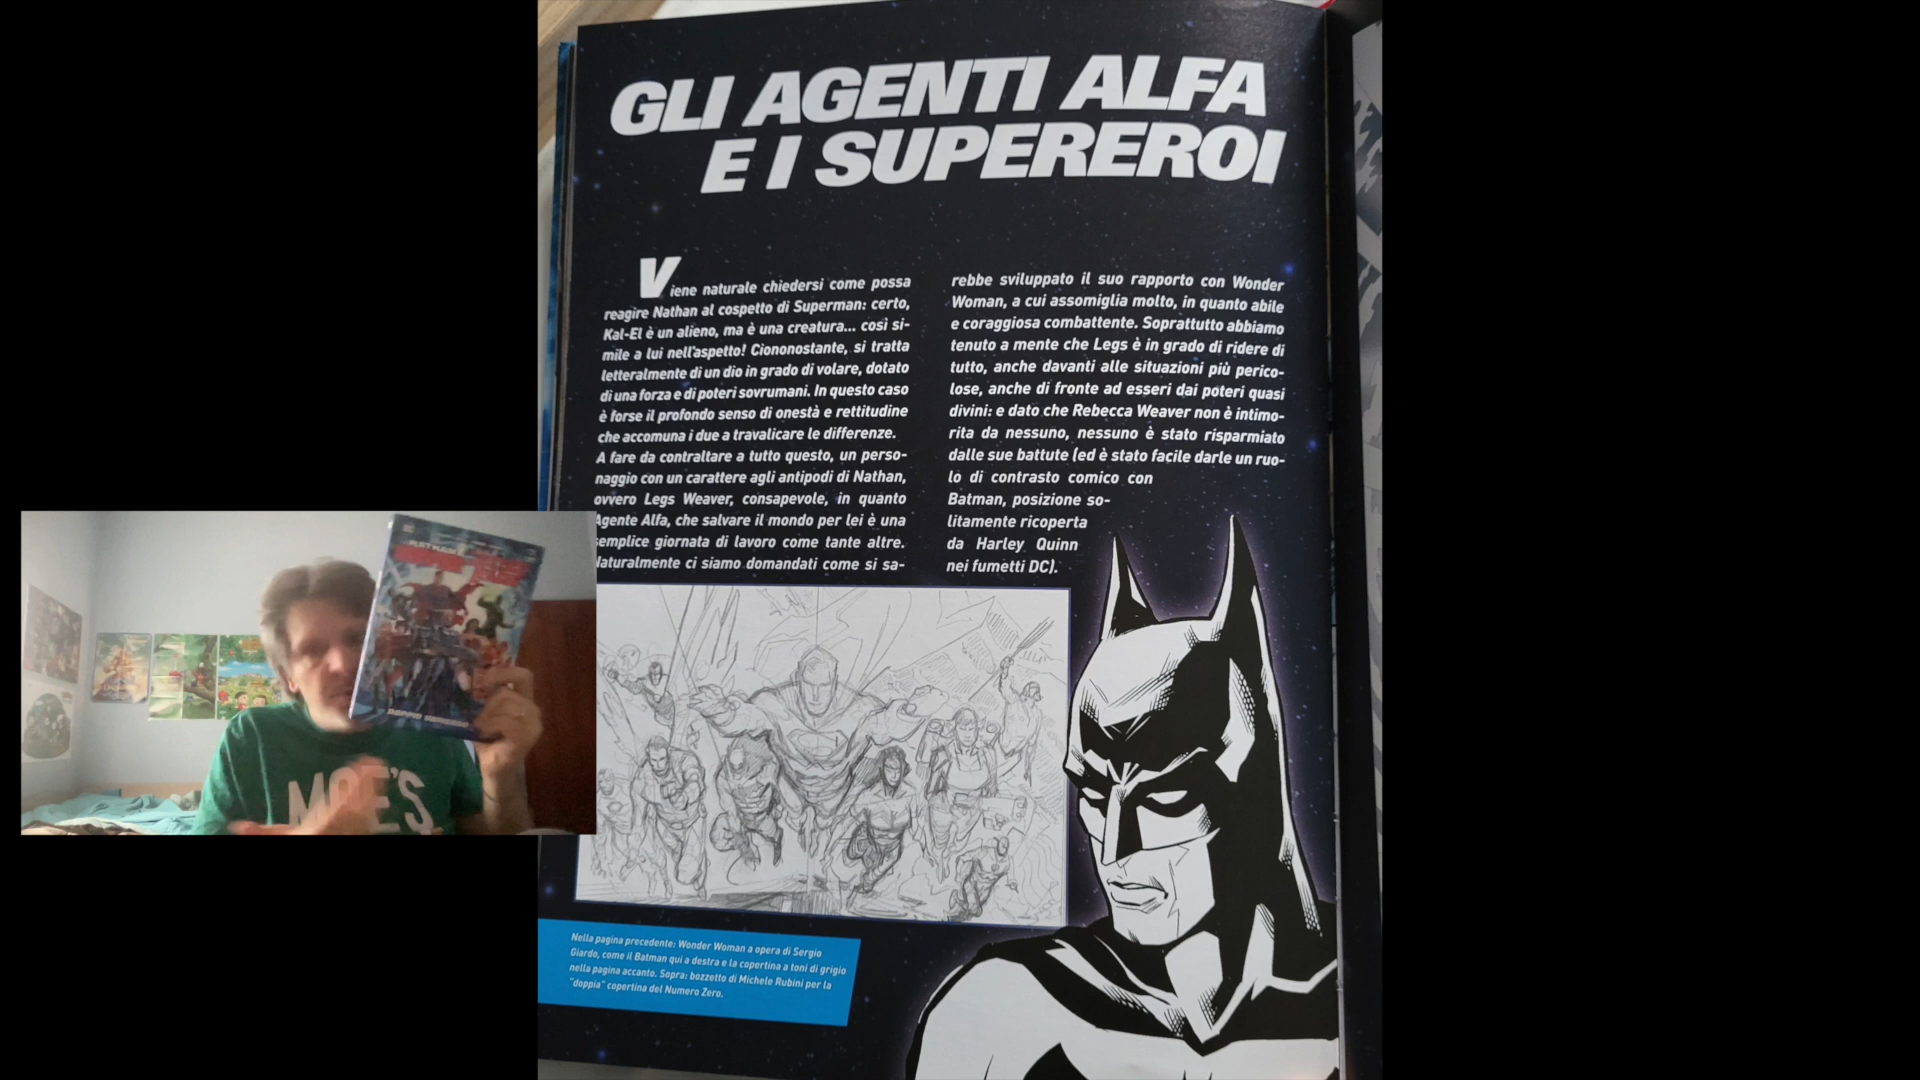 GLI AGENTI ALFA
E I SUPEREROI
Viene naturale chiedersi come possa
reagire Nathan al cospetto di Superman: certo,
Kal-El è un alieno, ma è una creatura... così si-
mile a lui nell'aspetto! Ciononostante, si tratta
letteralmente di un dio in grado di volare, dotato
di una forza e di poteri sovrumani. In questo caso
è forse il profondo senso di onestà e rettitudine
che accomuna i due a travalicare le differenze.
A fare da contraltare a tutto questo, un perso-
naggio con un carattere agli antipodi di Nathan,
ovvero Legs Weaver, consapevole, in quanto
Agente Alfa, che salvare il mondo per lei è una
semplice giornata di lavoro come tante altre.
Naturalmente ci siamo domandati come si sa-
rebbe sviluppato il suo rapporto con Wonder
Woman, a cui assomiglia molto, in quanto abile
e coraggiosa combattente. Soprattutto abbiamo
tenuto a mente che Legs è in grado di ridere di
tutto, anche davanti alle situazioni più perico-
lose, anche di fronte ad esseri dai poteri quasi
divini: e dato che Rebecca Weaver non è intimo-
rita da nessuno, nessuno è stato risparmiato
dalle sue battute (ed è stato facile darle un ruo-
lo di contrasto comico con
Batman, posizione so-
litamente ricoperta
da Harley Quinn
nei fumetti DC).
MOE'S
Nella pagina precedente: Wonder Woman a opera di Sergio
Giardo, come il Batman qui a destra e la copertina a toni di grigio
nella pagina accanto. Sopra: bozzetto di Michele Rubini per la
"doppia" copertina del Numero Zero.